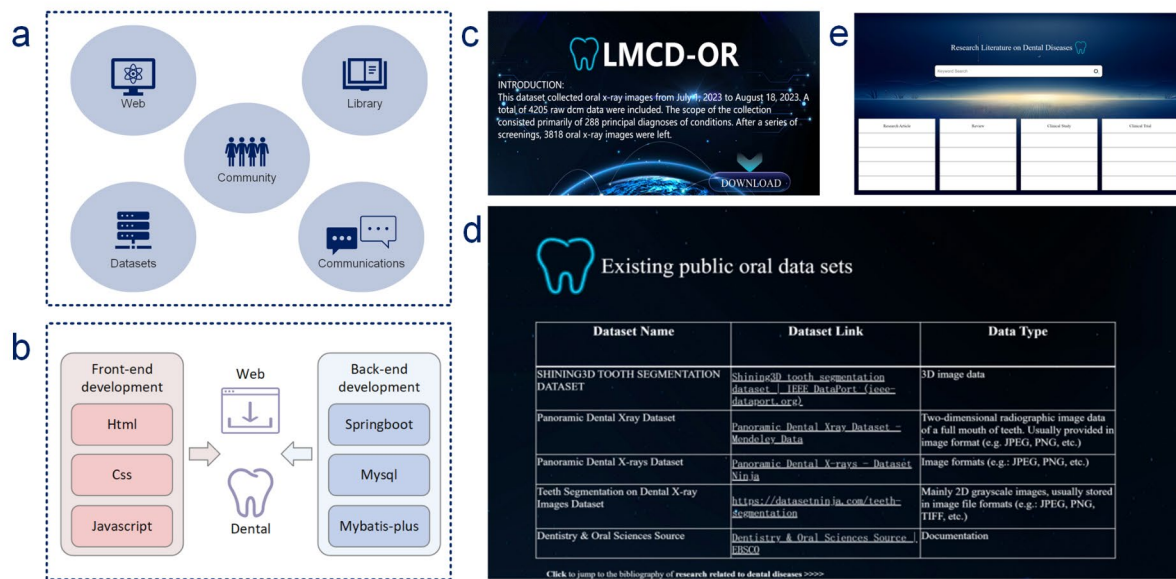 a
Web
Library
Community
Datasets
Communications
b
Front-end
development
Html
Css
Javascript
Web
Dental
Back-end
development
Springboot
Mysql
Mybatis-plus
c
LMCD-OR
INTRODUCTION:
This dataset collected oral x-ray images from July 1, 2023 to August 18, 2023. A
total of 4205 raw dcm data were included. The scope of the collection
consisted primarily of 288 principal diagnoses of conditions. After a series of
screenings, 3818 oral x-ray images were left.
DOWNLOAD
e
Research Literature on Dental Diseases
Keyword Search
Research Article
Review
Clinical Study
Clinical Trial
d
Existing public oral data sets
Dataset Name
Dataset Link
Data Type
SHINING3D TOOTH SEGMENTATION
DATASET
Shining3D tooth segmentation
dataset | IEEE DataPort (ieee-
dataport.org)
3D image data
Panoramic Dental Xray Dataset
Panoramic Dental Xray Dataset -
Mendeley Data
Two-dimensional radiographic image data
of a full mouth of teeth. Usually provided in
image format (e.g. JPEG, PNG, etc.)
Panoramic Dental X-rays Dataset
Panoramic Dental X-rays - Dataset
Ninja
Image formats (e.g.: JPEG, PNG, etc.)
Teeth Segmentation on Dental X-ray
Images Dataset
https://datasetninja.com/teeth-
segmentation
Mainly 2D grayscale images, usually stored
in image file formats (e.g.: JPEG, PNG,
TIFF, etc.)
Dentistry & Oral Sciences Source
Dentistry & Oral Sciences Source |
EBSCO
Documentation
Click to jump to the bibliography of research related to dental diseases >>>>